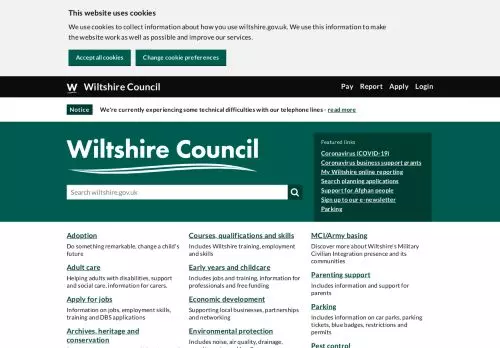 This website uses cookies
We use cookies to collect information about how you use wiltshire.gov.uk. We use this information to make
the website work as well as possible and improve our services.
Accept all cookies
Change cookie preferences
W Wiltshire Council
Pay Report Apply Login
Notice We're currently experiencing some technical difficulties with our telephone lines - read more
Wiltshire Council
Search wiltshire.gov.uk
Featured links
Coronavirus (COVID-19)
Coronavirus business support grants
My Wiltshire online reporting
Search planning applications
Support for Afghan people
Sign up to our e-newsletter
Parking
Adoption
Do something remarkable, change a child's
future
Adult care
Helping adults with disabilities, support
and social care, information for carers.
Apply for jobs
Information on jobs, employment skills,
training and DBS applications
Archives, heritage and
conservation
Courses, qualifications and skills
Includes Wiltshire training, employment
and skills
Early years and childcare
Includes jobs and training, information for
professionals and free funding
Economic development
Supporting local businesses, partnerships
and networking
Environmental protection
Includes noise, air quality, drainage,
MCI/Army basing
Discover more about Wiltshire's Military
Civilian Integration presence and its
communities
Parenting support
Includes information and support for
parents
Parking
Includes information on car parks, parking
tickets, blue badges, restrictions and
permits
Pest control